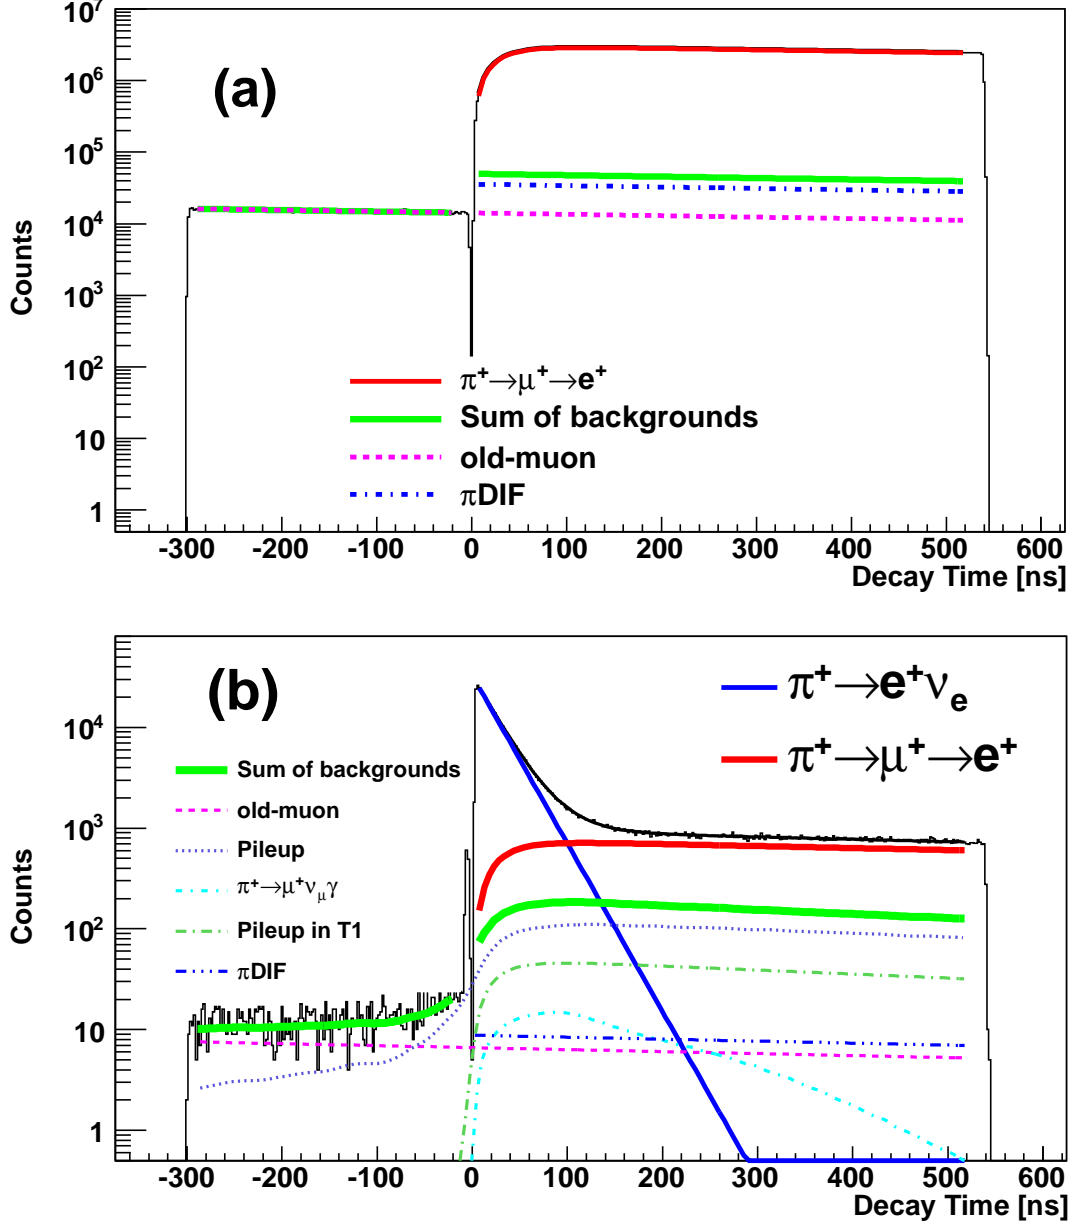 10^7
10^6
10^5
10^4
10^3
10^2
10
1
Counts
(a)
π⁺→μ⁺→e⁺
Sum of backgrounds
old-muon
πDIF
-300 -200 -100 0 100 200 300 400 500 600
Decay Time [ns]
(b)
π⁺→e⁺ν_e
π⁺→μ⁺→e⁺
10^4
10^3
10^2
10
1
Counts
Sum of backgrounds
old-muon
Pileup
π⁺→μ⁺ν_μγ
Pileup in T1
πDIF
-300 -200 -100 0 100 200 300 400 500 600
Decay Time [ns]